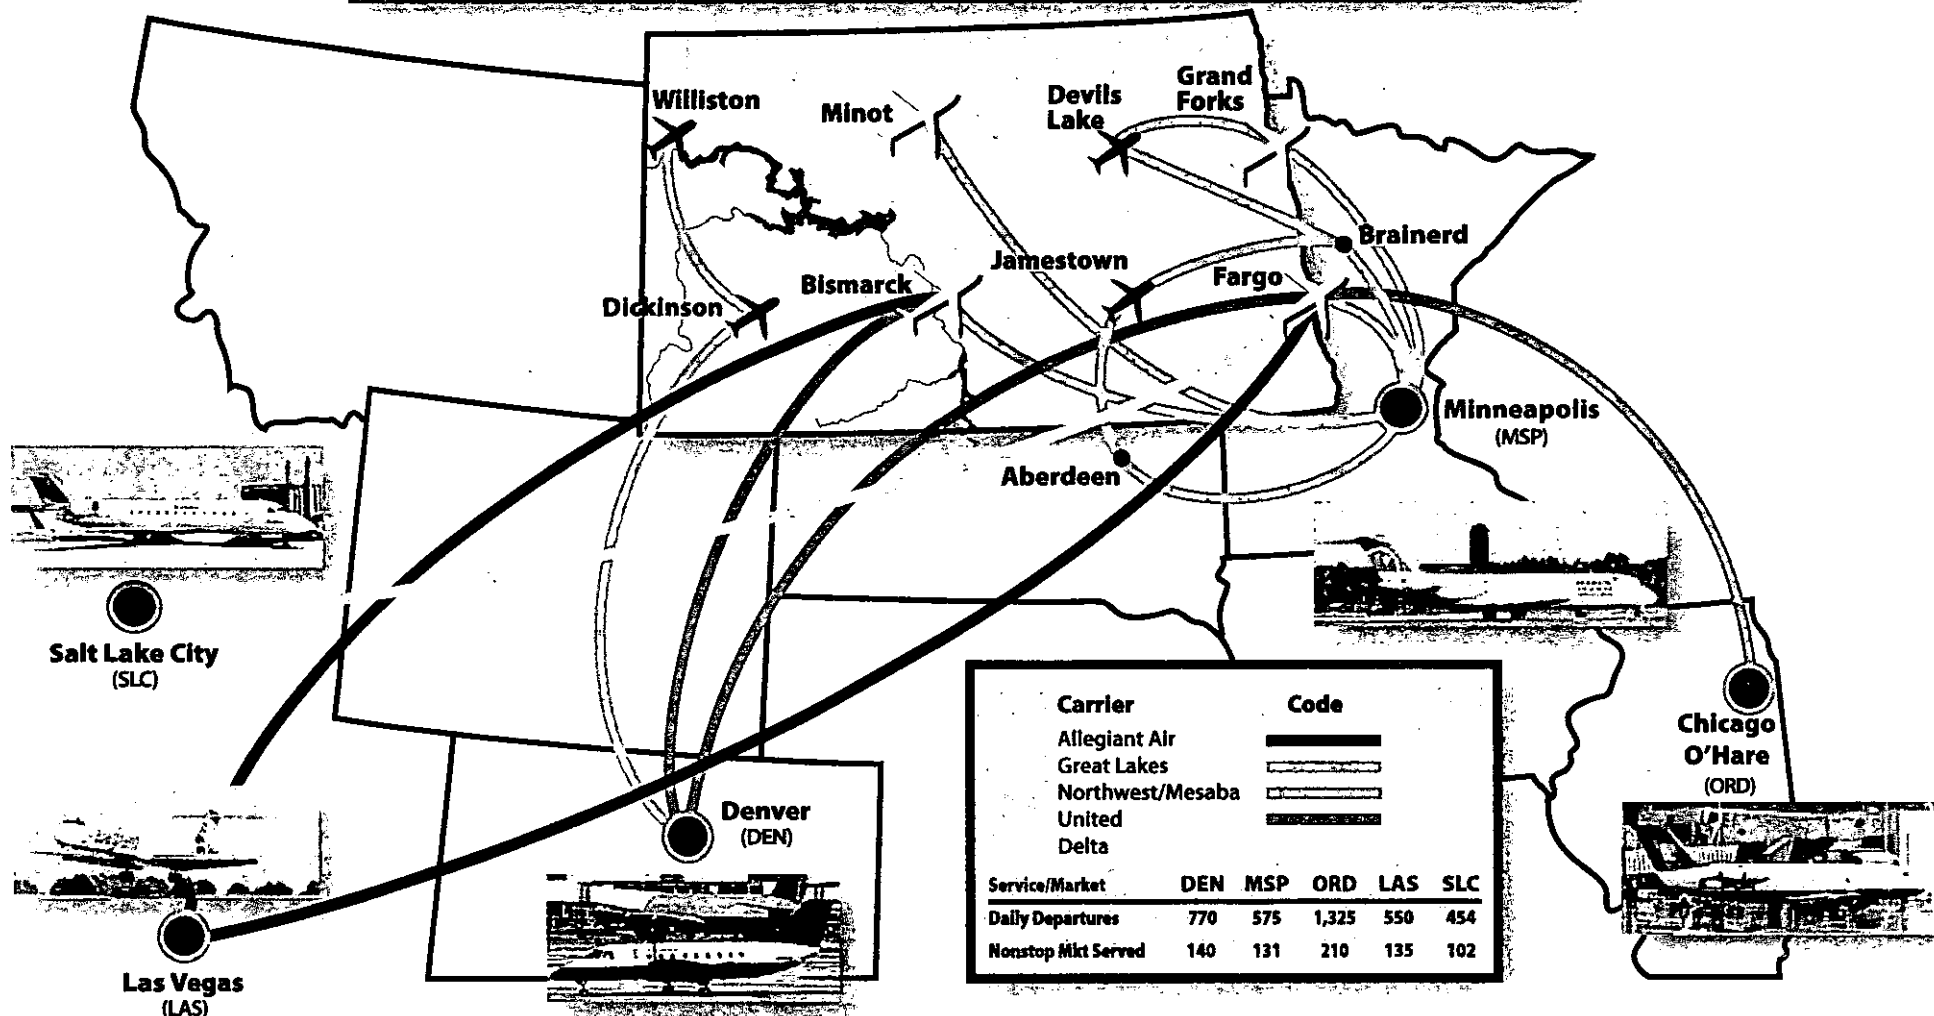 Williston
Minot
Devils
Lake
Grand
Forks
Brainerd
Jamestown
Fargo
Bismarck
Dickinson
Minneapolis
(MSP)
Aberdeen
Salt Lake City
(SLC)
Chicago
O'Hare
(ORD)
Denver
(DEN)
Las Vegas
(LAS)
Carrier Code
Allegiant Air
Great Lakes
Northwest/Mesaba
United
Delta
Service/Market DEN MSP ORD LAS SLC
Daily Departures 770 575 1,325 550 454
Nonstop Mkt Served 140 131 210 135 102